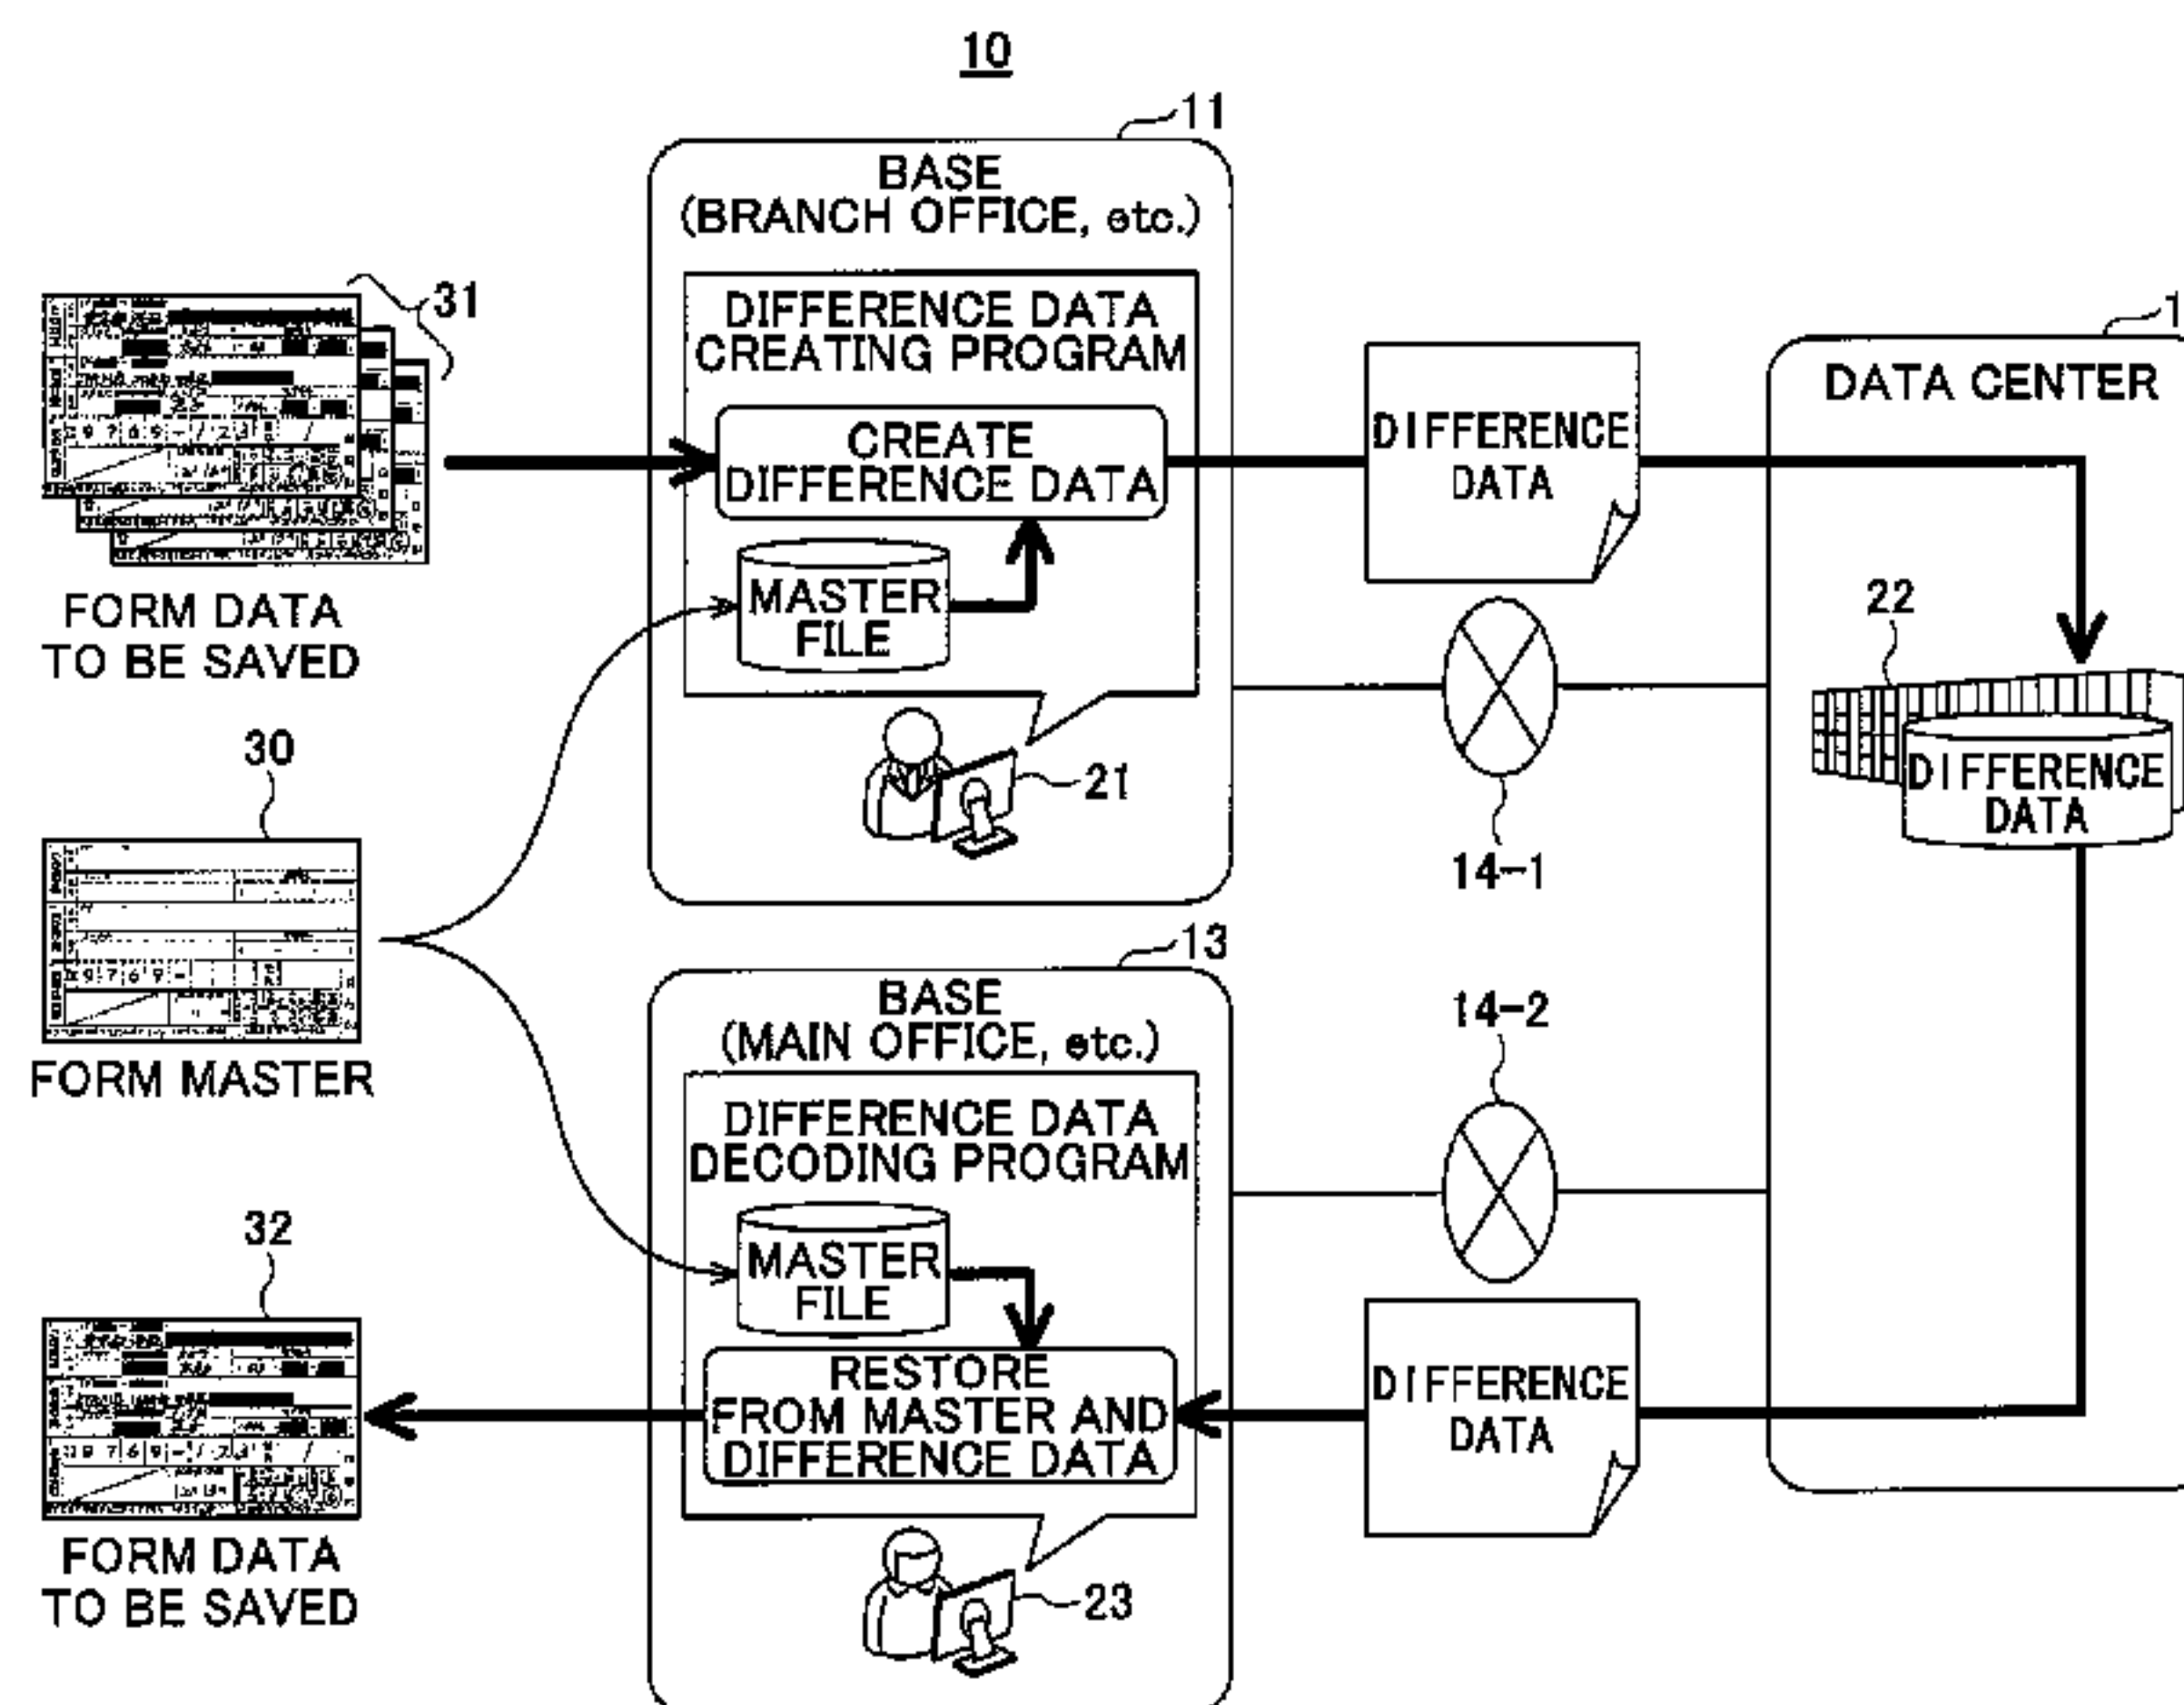 10
11
BASE
(BRANCH OFFICE, etc.)
31
DIFFERENCE DATA
CREATING PROGRAM
CREATE
DIFFERENCE DATA
MASTER
FILE
21
FORM DATA
TO BE SAVED
DIFFERENCE
DATA
14-1
DATA CENTER
22
DIFFERENCE
DATA
30
9769-
FORM MASTER
13
BASE
(MAIN OFFICE, etc.)
DIFFERENCE DATA
DECODING PROGRAM
MASTER
FILE
RESTORE
FROM MASTER AND
DIFFERENCE DATA
23
14-2
DIFFERENCE
DATA
32
FORM DATA
TO BE SAVED